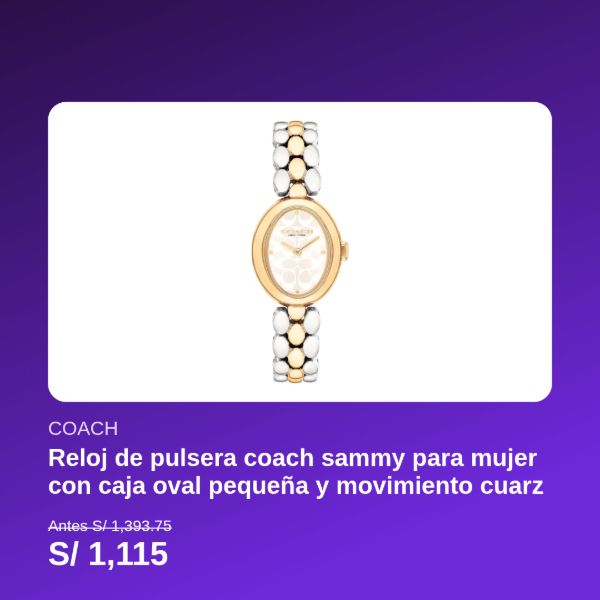 COACH
COACH
Reloj de pulsera coach sammy para mujer
con caja oval pequeña y movimiento cuarz
Antes S/ 1,393.75
S/ 1,115